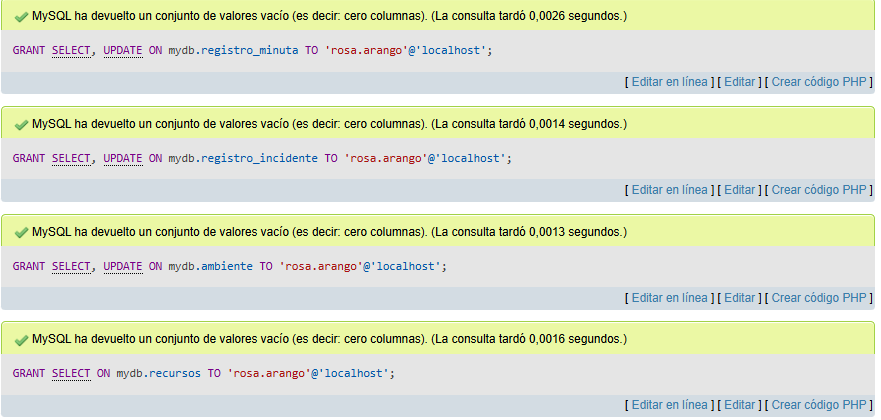 MySQL ha devuelto un conjunto de valores vacío (es decir: cero columnas). (La consulta tardó 0,0026 segundos.)
GRANT SELECT, UPDATE ON mydb.registro_minuta TO 'rosa.arango'@'localhost';
[ Editar en línea ] [ Editar ] [ Crear código PHP ]
MySQL ha devuelto un conjunto de valores vacío (es decir: cero columnas). (La consulta tardó 0,0014 segundos.)
GRANT SELECT, UPDATE ON mydb.registro_incidente TO 'rosa.arango'@'localhost';
[ Editar en línea ] [ Editar ] [ Crear código PHP ]
MySQL ha devuelto un conjunto de valores vacío (es decir: cero columnas). (La consulta tardó 0,0013 segundos.)
GRANT SELECT, UPDATE ON mydb.ambiente TO 'rosa.arango'@'localhost';
[ Editar en línea ] [ Editar ] [ Crear código PHP ]
MySQL ha devuelto un conjunto de valores vacío (es decir: cero columnas). (La consulta tardó 0,0016 segundos.)
GRANT SELECT ON mydb.recursos TO 'rosa.arango'@'localhost';
[ Editar en línea ] [ Editar ] [ Crear código PHP ]